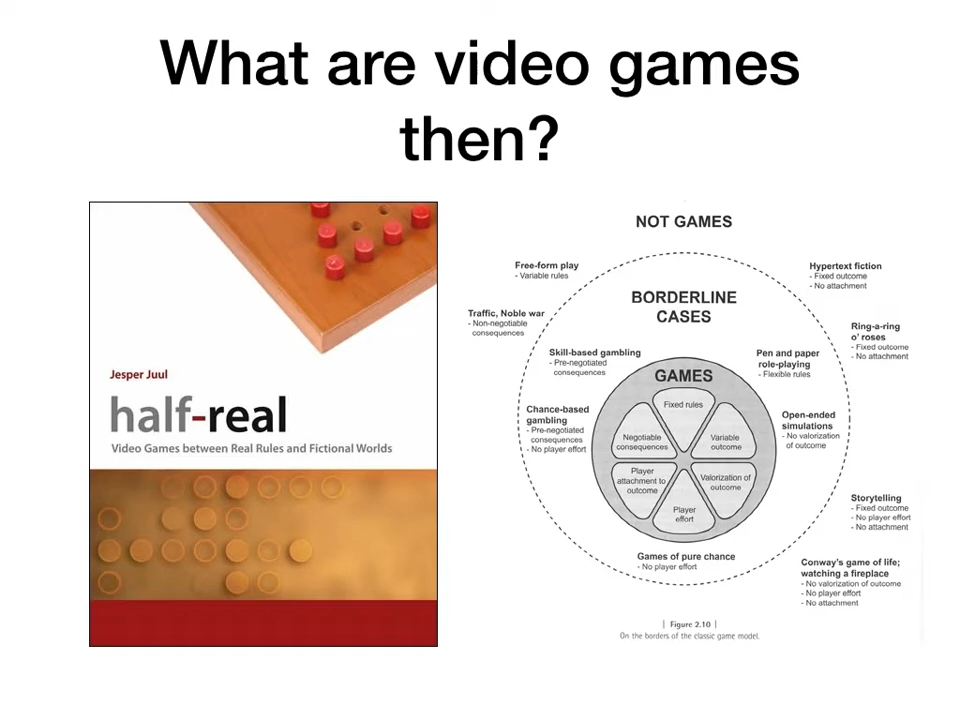 What are video games
then?
Jesper Juul
half-real
Video Games between Real Rules and Fictional Worlds
NOT GAMES
Free-form play
- Variable rules
Hypertext fiction
- Fixed outcome
- No attachment
BORDERLINE
CASES
Traffic, Noble war
- Non-negotiable
consequences
Ring-a-ring
o' roses
- Fixed outcome
- No attachment
Skill-based gambling
- Pre-negotiated
consequences
Pen and paper
role-playing
- Flexible rules
GAMES
Fixed rules
Chance-based
gambling
- Pre-negotiated
consequences
- No player effort
Negotiable
consequences
Variable
outcome
Open-ended
simulations
- No valorization
of outcome
Player
attachment to
outcome
Valorization of
outcome
Player
effort
Storytelling
- Fixed outcome
- No player effort
- No attachment
Games of pure chance
- No player effort
Conway's game of life;
watching a fireplace
- No valorization of outcome
- No player effort
- No attachment
| Figure 2.10 |
On the borders of the classic game model.